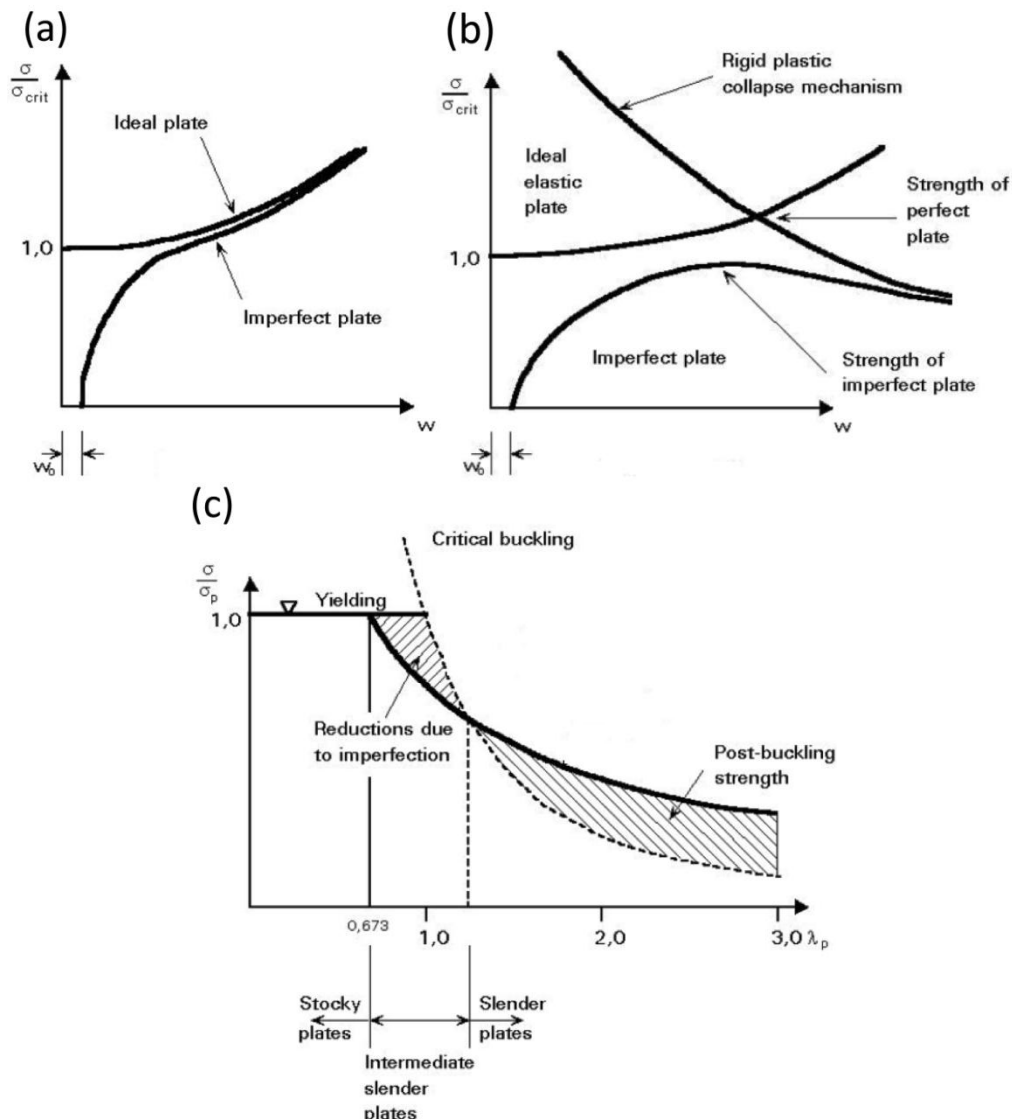 (a)
σ
σcrit
Ideal plate
1,0
Imperfect plate
w
w₀
(b)
σ
σcrit
Rigid plastic
collapse mechanism
Ideal
elastic
plate
Strength of
perfect
plate
1,0
Imperfect plate
Strength of
imperfect plate
w
w₀
(c)
Critical buckling
σ
σp
Yielding
1,0
Reductions due
to imperfection
Post-buckling
strength
0,673
1,0
2,0
3,0 λp
Stocky
plates
Slender
plates
Intermediate
slender
plates